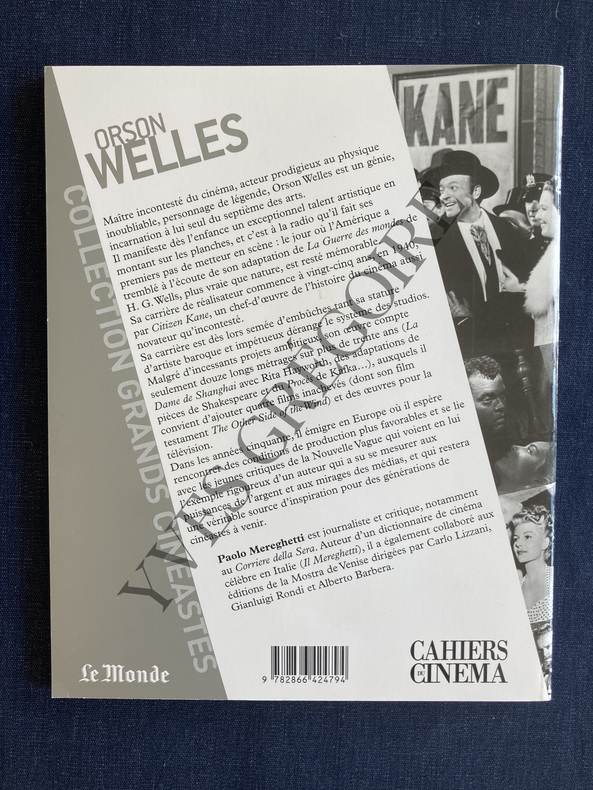 KANE
ORSON
WELLES
Maître incontesté du cinéma, acteur prodigieux au physique
inoubliable, personnage de légende, Orson Welles est un génie,
incarnation à lui seul du septième des arts.
Il manifeste dès l'enfance un exceptionnel talent artistique en
montant sur les planches, et c'est à la radio qu'il fait ses
premiers pas de metteur en scène : le jour où l'Amérique a
tremblé à l'écoute de son adaptation de La Guerre des mondes de
H. G. Wells, plus vraie que nature, est resté mémorable.
Sa carrière de réalisateur commence à vingt-cinq ans, en 1940,
par Citizen Kane, un chef-d'œuvre de l'histoire du cinéma aussi
novateur qu'incontesté.
Sa carrière est dès lors semée d'embûches, tant sa stature
d'artiste baroque et impétueux dérange le système des studios.
Malgré d'incessants projets ambitieux, son œuvre compte
seulement douze longs métrages sur plus de trente ans (La
Dame de Shanghai avec Rita Hayworth, des adaptations de
pièces de Shakespeare et du Procès de Kafka…), auxquels il
convient d'ajouter quatre films inachevés (dont son film
testament The Other Side of the Wind) et des œuvres pour la
télévision.
Dans les années cinquante, il émigre en Europe où il espère
rencontrer des conditions de production plus favorables et se lie
avec les jeunes critiques de la Nouvelle Vague qui voient en lui
l'exemple rigoureux d'un auteur qui a su se mesurer aux
puissances de l'argent et aux mirages des médias, et qui restera
une véritable source d'inspiration pour des générations de
cinéastes à venir.
Paolo Mereghetti est journaliste et critique, notamment
au Corriere della Sera. Auteur d'un dictionnaire de cinéma
célèbre en Italie (Il Mereghetti), il a également collaboré aux
éditions de la Mostra de Venise dirigées par Carlo Lizzani,
Gianluigi Rondi et Alberto Barbera.
COLLECTION GRANDS CINÉASTES
YVES GRÉGOIRE
Le Monde
9 782866 424794
CAHIERS
DU
CINEMA